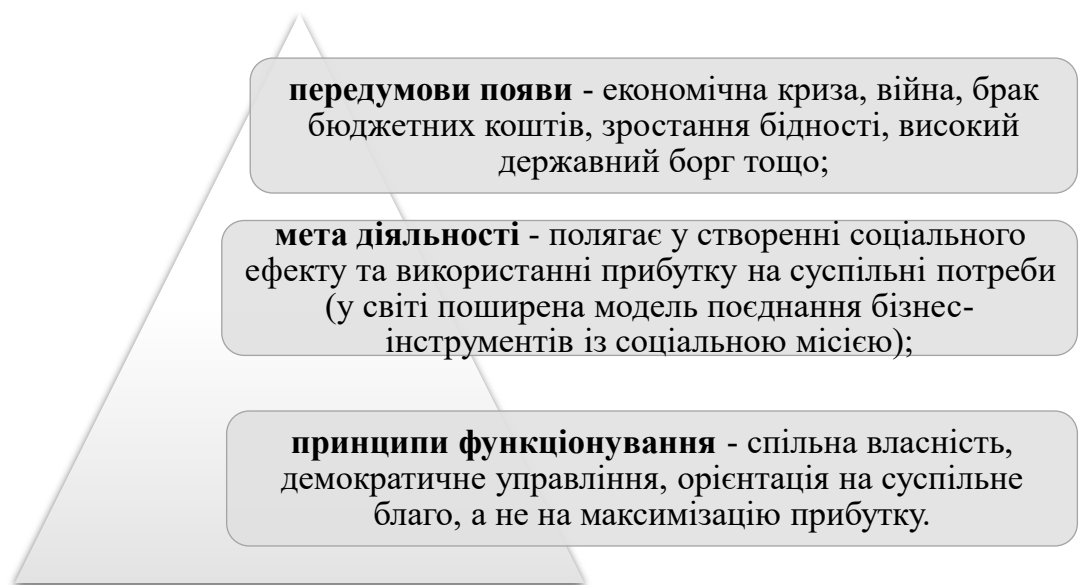 передумови появи - економічна криза, війна, брак
бюджетних коштів, зростання бідності, високий
державний борг тощо;
мета діяльності - полягає у створенні соціального
ефекту та використанні прибутку на суспільні потреби
(у світі поширена модель поєднання бізнес-
інструментів із соціальною місією);
принципи функціонування - спільна власність,
демократичне управління, орієнтація на суспільне
благо, а не на максимізацію прибутку.